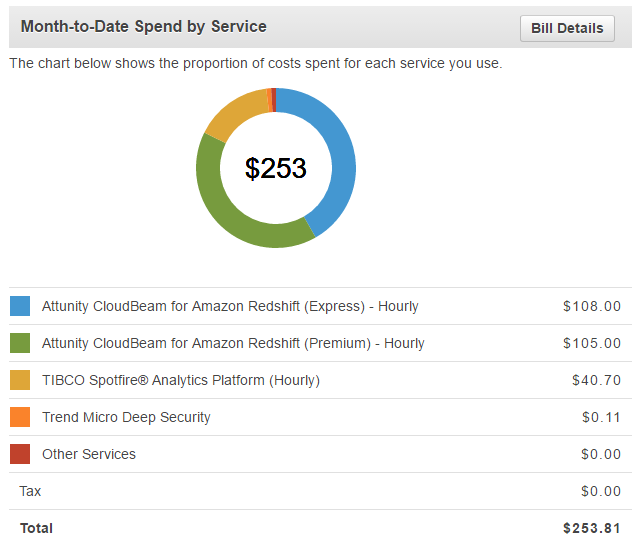 Month-to-Date Spend by Service
Bill Details
The chart below shows the proportion of costs spent for each service you use.
$253
Attunity CloudBeam for Amazon Redshift (Express) - Hourly $108.00
Attunity CloudBeam for Amazon Redshift (Premium) - Hourly $105.00
TIBCO Spotfire® Analytics Platform (Hourly) $40.70
Trend Micro Deep Security $0.11
Other Services $0.00
Tax $0.00
Total $253.81